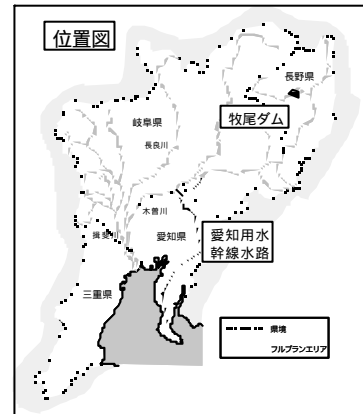 位置図
長野県
牧尾ダム
岐阜県
長良川
木曽川
揖斐川
愛知県
愛知用水
幹線水路
三重県
県境
フルプランエリア